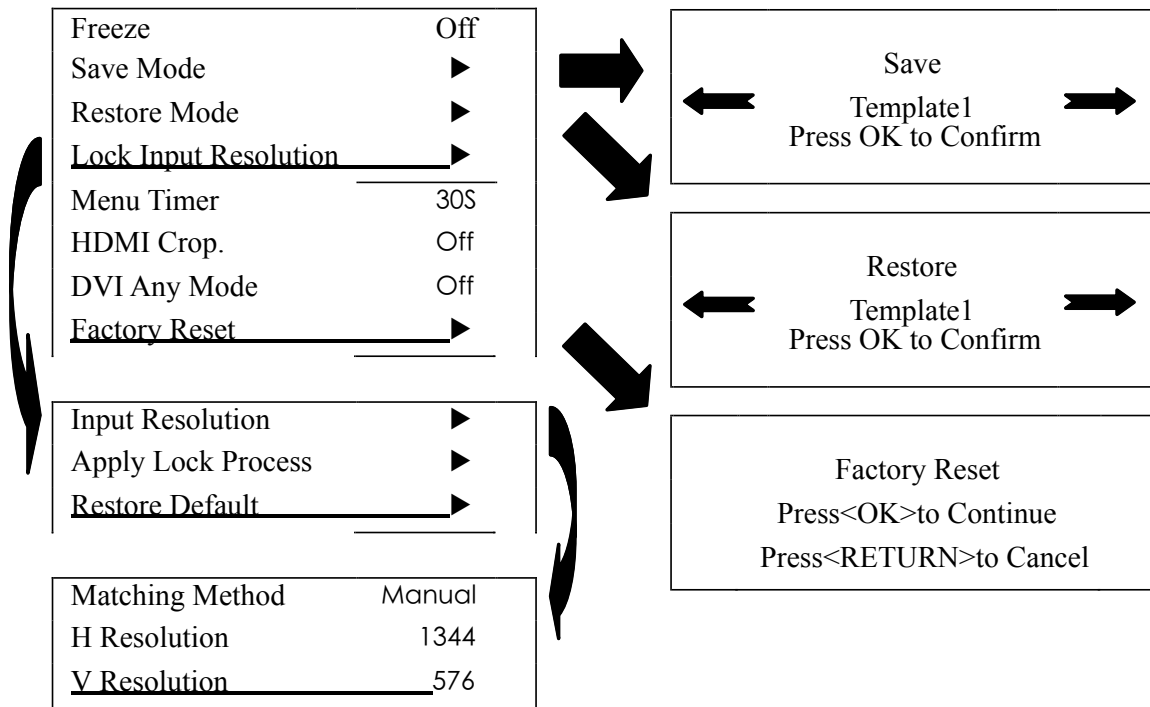 Freeze Off
Save Mode ▶
Restore Mode ▶
Lock Input Resolution ▶
Menu Timer 30S
HDMI Crop. Off
DVI Any Mode Off
Factory Reset ▶
Input Resolution ▶
Apply Lock Process ▶
Restore Default ▶
Matching Method Manual
H Resolution 1344
V Resolution 576
Save
Template1
Press OK to Confirm
Restore
Template1
Press OK to Confirm
Factory Reset
Press<OK>to Continue
Press<RETURN>to Cancel